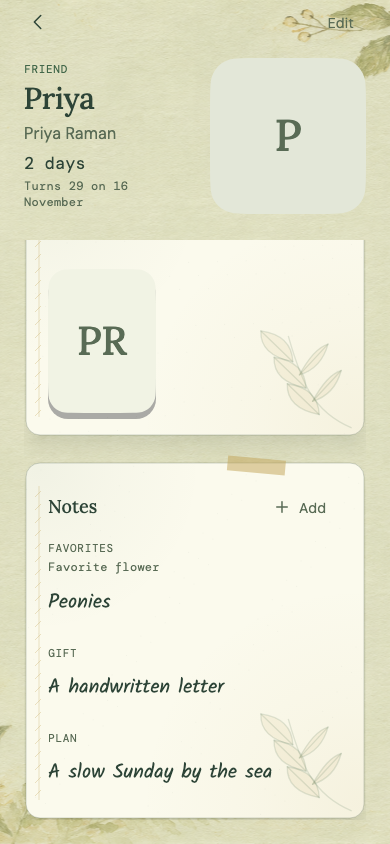 Edit
FRIEND
Priya
Priya Raman
2 days
Turns 29 on 16
November
P
PR
Notes
+ Add
FAVORITES
Favorite flower
Peonies
GIFT
A handwritten letter
PLAN
A slow Sunday by the sea